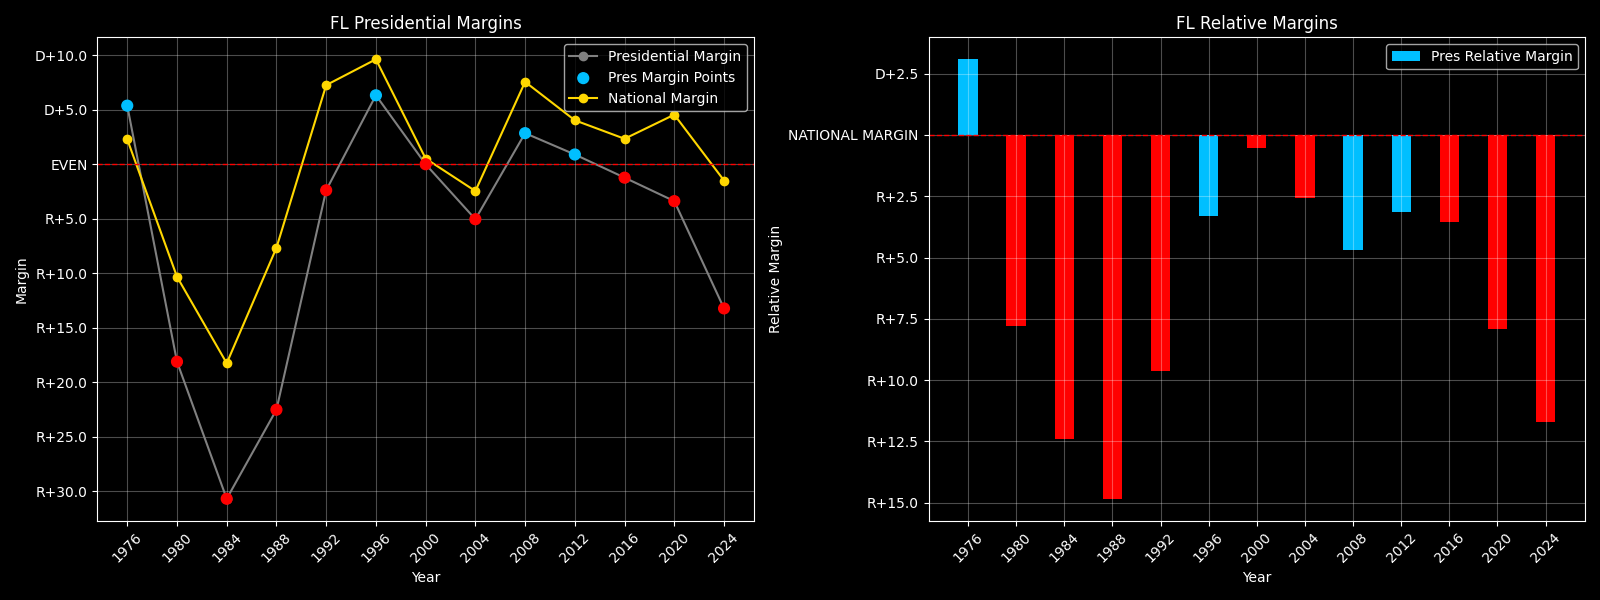 FL Presidential Margins
Presidential Margin
Pres Margin Points
National Margin
D+10.0
D+5.0
EVEN
R+5.0
R+10.0
R+15.0
R+20.0
R+25.0
R+30.0
Margin
1976
1980
1984
1988
1992
1996
2000
2004
2008
2012
2016
2020
2024
Year
FL Relative Margins
Pres Relative Margin
D+2.5
NATIONAL MARGIN
R+2.5
R+5.0
R+7.5
R+10.0
R+12.5
R+15.0
Relative Margin
1976
1980
1984
1988
1992
1996
2000
2004
2008
2012
2016
2020
2024
Year